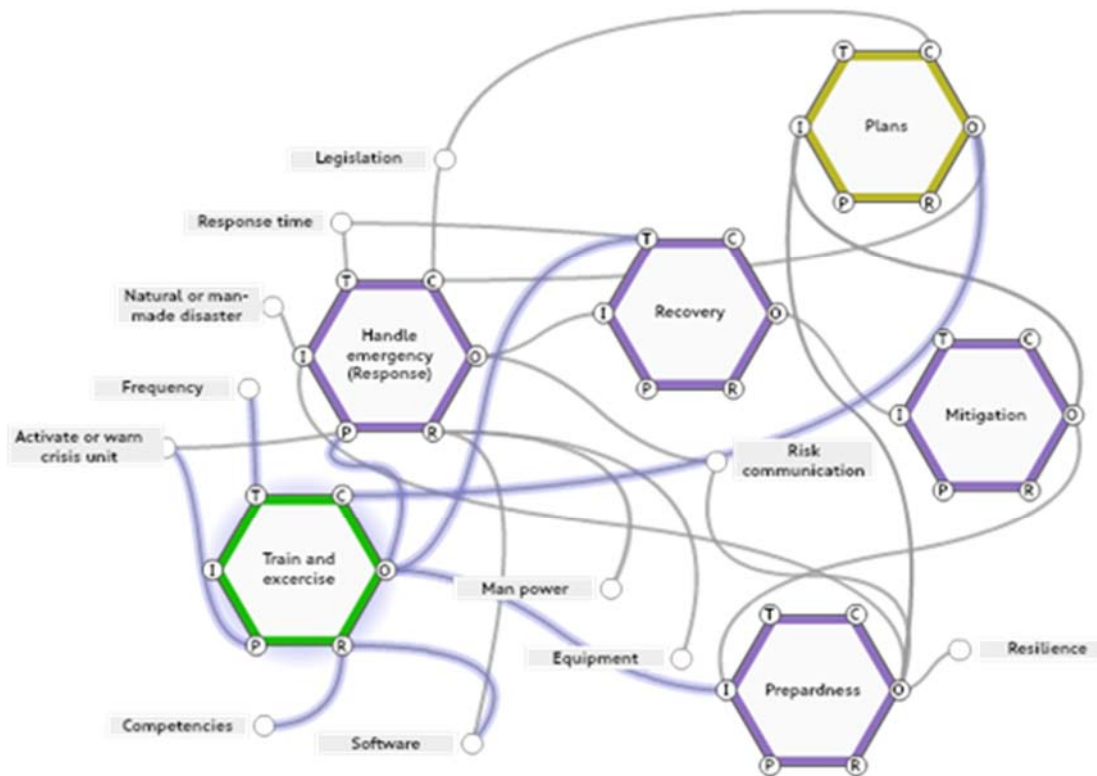 T
C
Plans
I
O
P
R
Legislation
Response time
T
C
Recovery
I
O
P
R
Natural or man-
made disaster
T
C
Handle
emergency
(Response)
I
O
P
R
T
C
Mitigation
I
O
P
R
Frequency
Activate or warn
crisis unit
Risk
communication
T
C
Train and
excercise
I
O
P
R
Man power
Equipment
T
C
Prepardness
I
O
P
R
Resilience
Competencies
Software